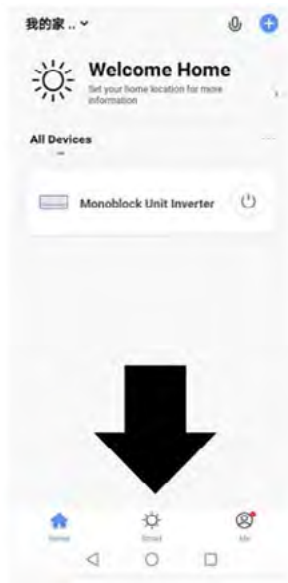 我的家 ..
Welcome Home
Set your home location for more
information
All Devices
Monoblock Unit Inverter
Home
Smart
Me